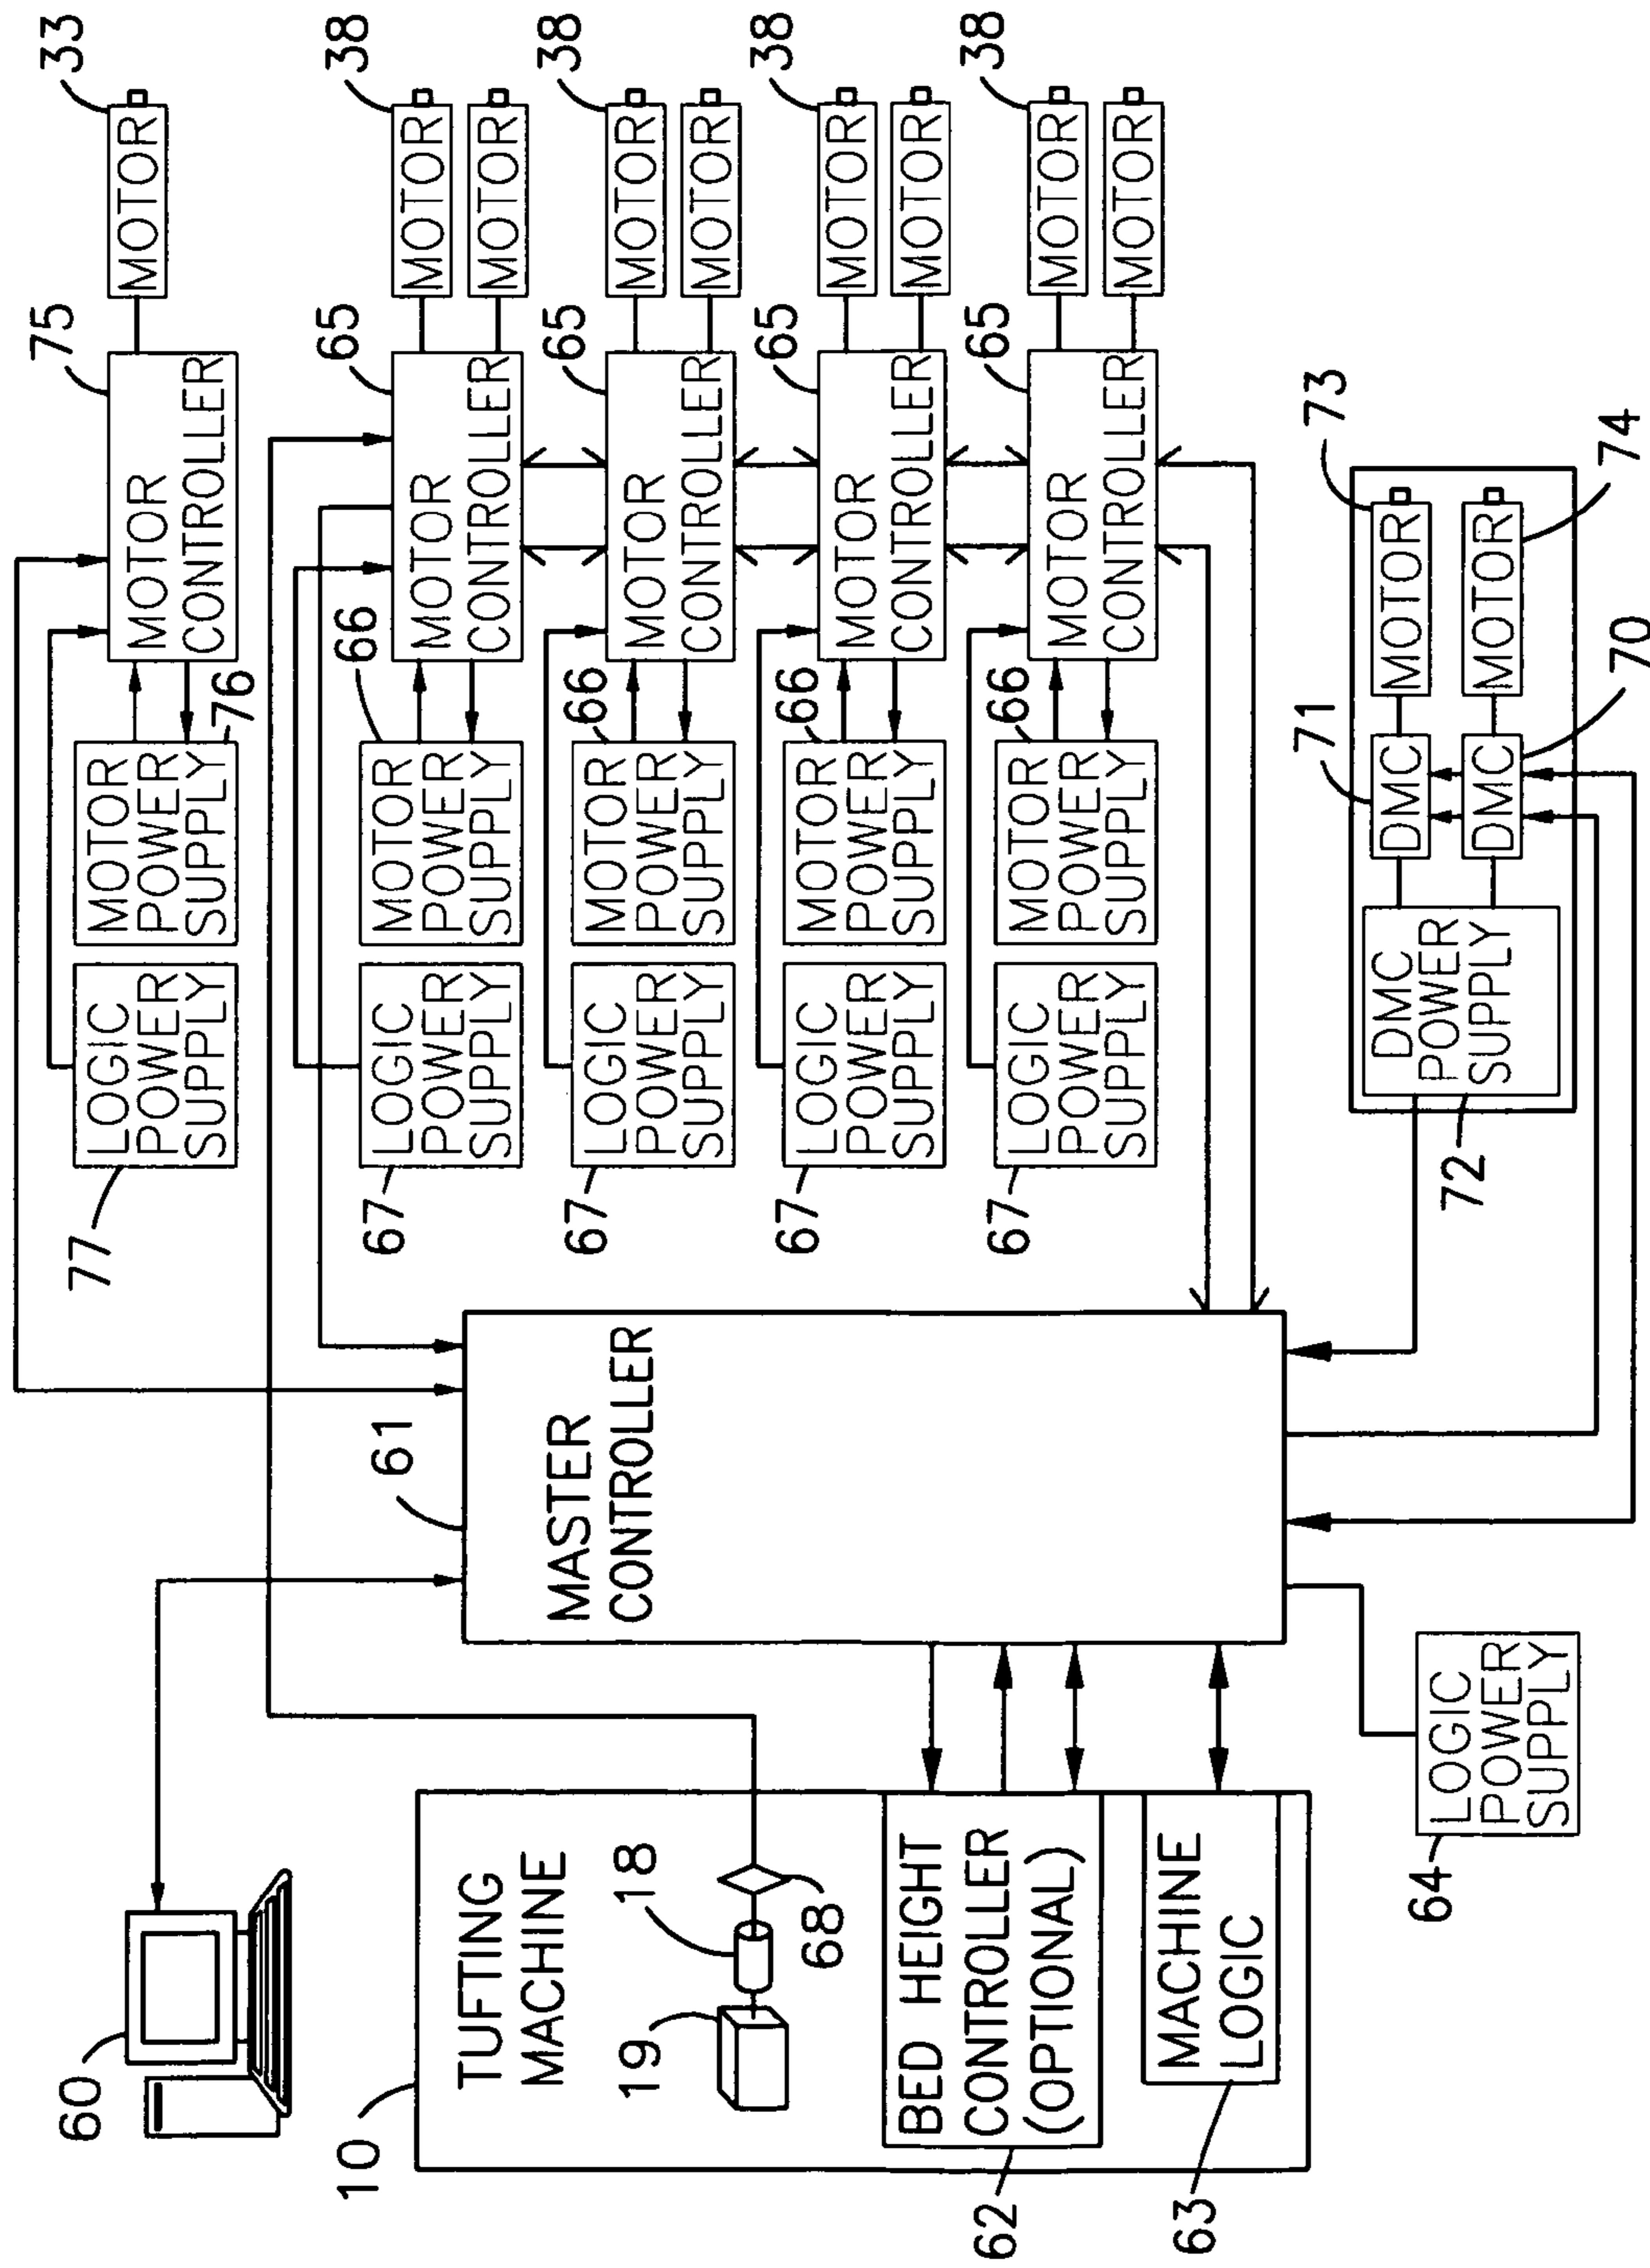 60
10
TUFTING
MACHINE
19
18
68
62
BED HEIGHT
CONTROLLER
(OPTIONAL)
63
MACHINE
LOGIC
64
LOGIC
POWER
SUPPLY
61
MASTER
CONTROLLER
77
LOGIC
POWER
SUPPLY
MOTOR
POWER
SUPPLY
76
75
MOTOR
CONTROLLER
33
MOTOR
67
LOGIC
POWER
SUPPLY
66
MOTOR
POWER
SUPPLY
65
MOTOR
CONTROLLER
38
MOTOR
MOTOR
67
LOGIC
POWER
SUPPLY
66
MOTOR
POWER
SUPPLY
65
MOTOR
CONTROLLER
38
MOTOR
MOTOR
67
LOGIC
POWER
SUPPLY
66
MOTOR
POWER
SUPPLY
65
MOTOR
CONTROLLER
38
MOTOR
MOTOR
67
LOGIC
POWER
SUPPLY
66
MOTOR
POWER
SUPPLY
65
MOTOR
CONTROLLER
38
MOTOR
MOTOR
72
DMC
POWER
SUPPLY
71
DMC
DMC
70
73
MOTOR
MOTOR
74